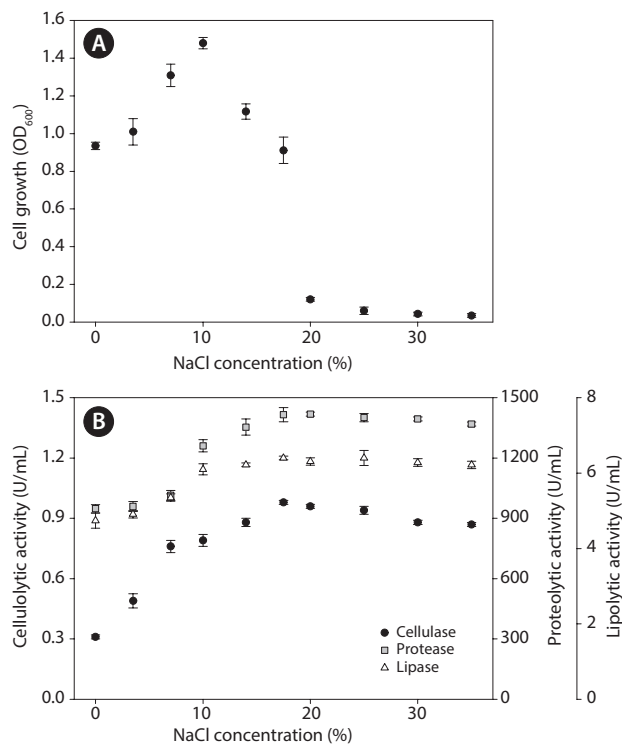 A
1.6
1.4
1.2
1.0
0.8
0.6
0.4
0.2
0.0
Cell growth (OD600)
0 10 20 30
NaCl concentration (%)
B
1.5
1.2
0.9
0.6
0.3
0.0
Cellulolytic activity (U/mL)
Cellulase
Protease
Lipase
1500
1200
900
600
300
0
Proteolytic activity (U/mL)
8
6
4
2
0
Lipolytic activity (U/mL)
0 10 20 30
NaCl concentration (%)